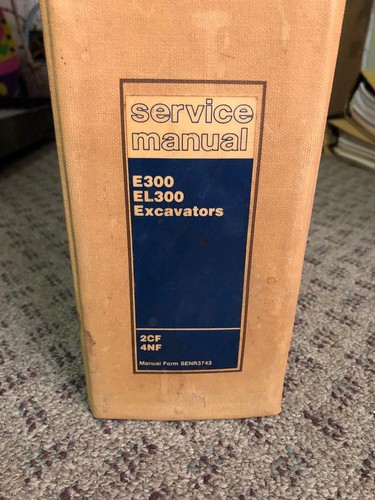 service
manual
E300
EL300
Excavators
2CF
4NF
Manual Form SENR3743